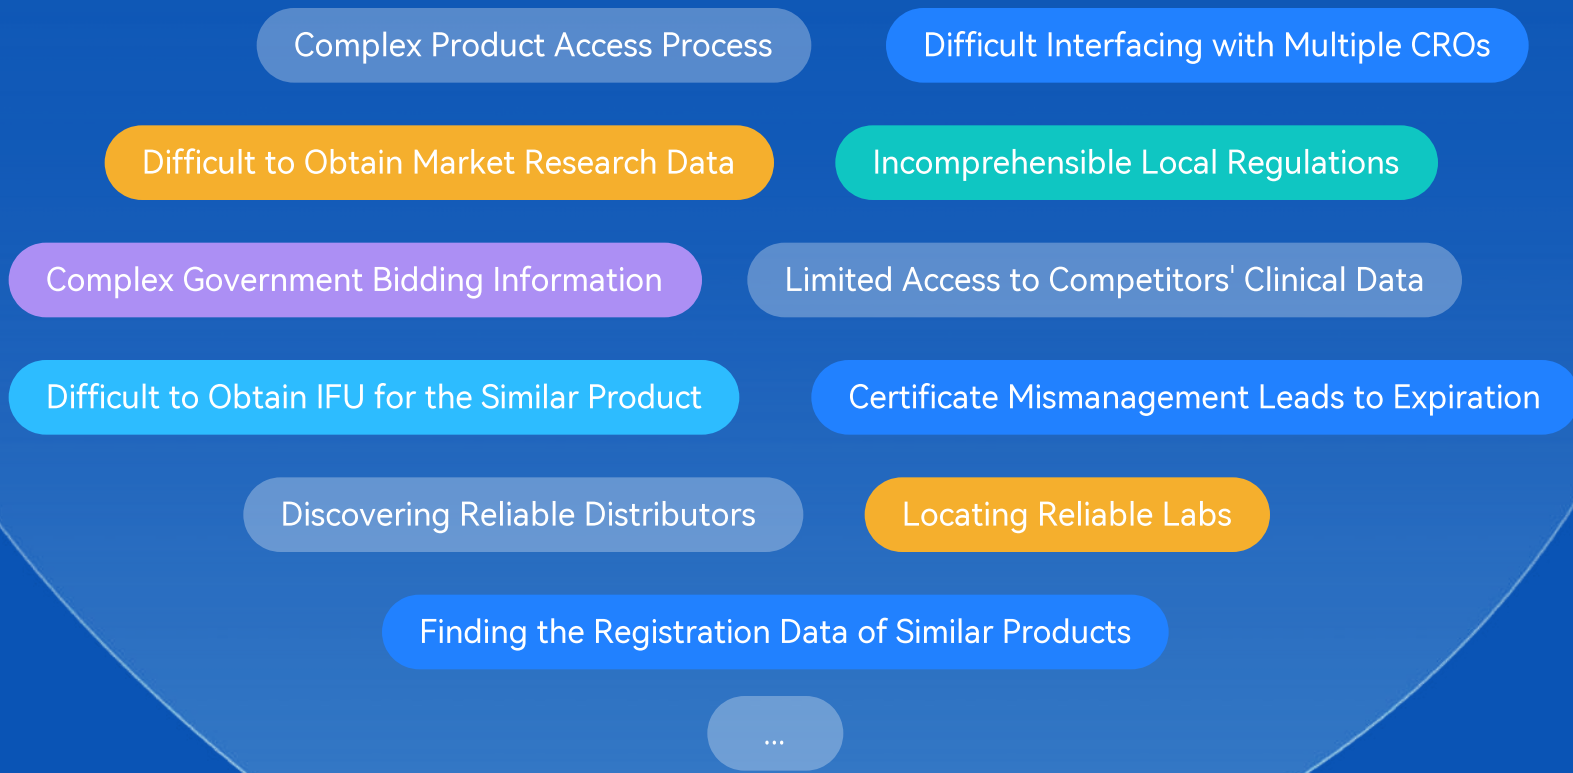 Complex Product Access Process
Difficult Interfacing with Multiple CROs
Difficult to Obtain Market Research Data
Incomprehensible Local Regulations
Complex Government Bidding Information
Limited Access to Competitors' Clinical Data
Difficult to Obtain IFU for the Similar Product
Certificate Mismanagement Leads to Expiration
Discovering Reliable Distributors
Locating Reliable Labs
Finding the Registration Data of Similar Products
...